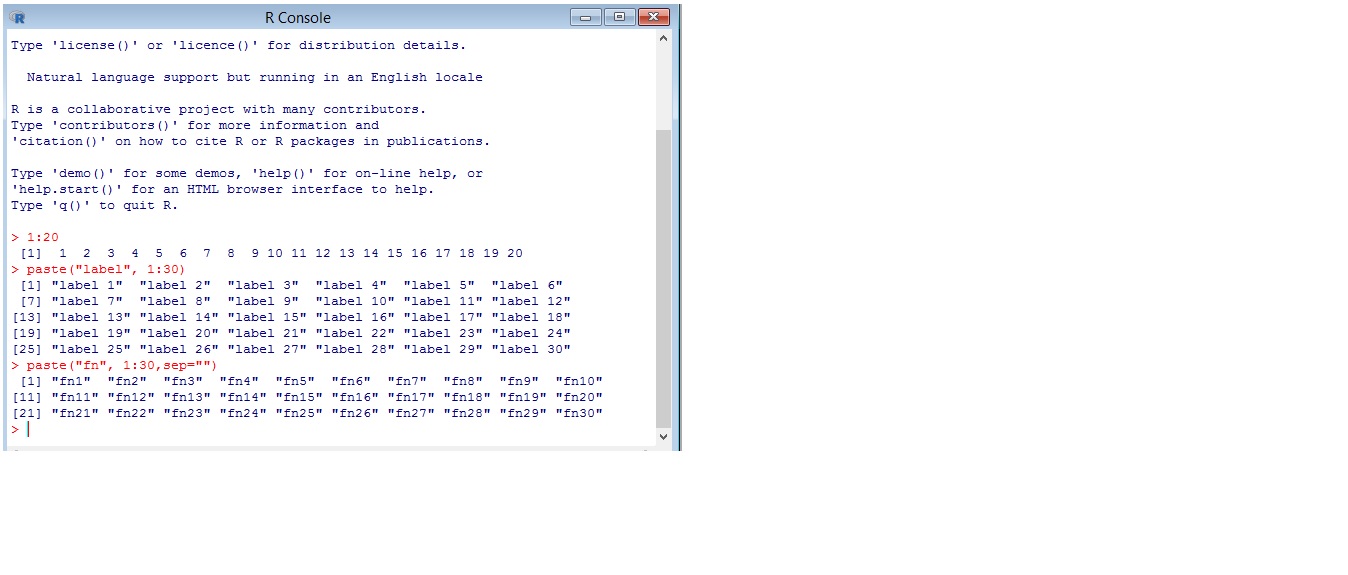 R Console
Type 'license()' or 'licence()' for distribution details.
Natural language support but running in an English locale
R is a collaborative project with many contributors.
Type 'contributors()' for more information and
'citation()' on how to cite R or R packages in publications.
Type 'demo()' for some demos, 'help()' for on-line help, or
'help.start()' for an HTML browser interface to help.
Type 'q()' to quit R.
> 1:20
[1] 1 2 3 4 5 6 7 8 9 10 11 12 13 14 15 16 17 18 19 20
> paste("label", 1:30)
[1] "label 1" "label 2" "label 3" "label 4" "label 5" "label 6"
[7] "label 7" "label 8" "label 9" "label 10" "label 11" "label 12"
[13] "label 13" "label 14" "label 15" "label 16" "label 17" "label 18"
[19] "label 19" "label 20" "label 21" "label 22" "label 23" "label 24"
[25] "label 25" "label 26" "label 27" "label 28" "label 29" "label 30"
> paste("fn", 1:30,sep="")
[1] "fn1" "fn2" "fn3" "fn4" "fn5" "fn6" "fn7" "fn8" "fn9" "fn10"
[11] "fn11" "fn12" "fn13" "fn14" "fn15" "fn16" "fn17" "fn18" "fn19" "fn20"
[21] "fn21" "fn22" "fn23" "fn24" "fn25" "fn26" "fn27" "fn28" "fn29" "fn30"
>